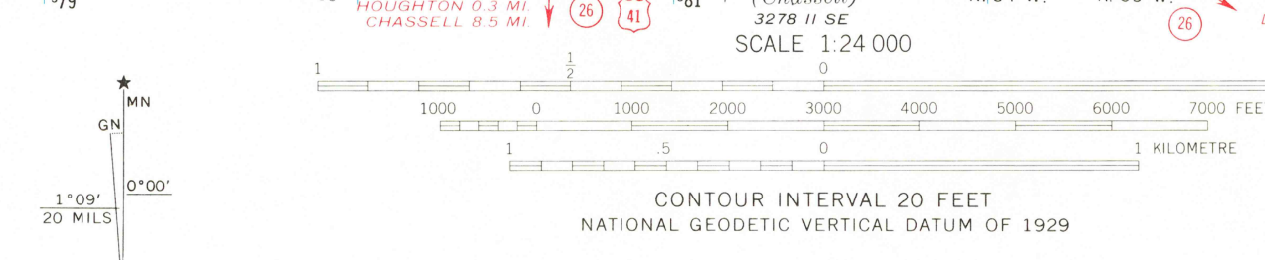 HOUGHTON 0.3 MI.
CHASSELL 8.5 MI.
26
41
(Chassell)
3278 II SE
26
SCALE 1:24 000
1 1/2 0
1000 0 1000 2000 3000 4000 5000 6000 7000 FEET
1 .5 0 1 KILOMETRE
MN
GN
1°09'
20 MILS
0°00'
CONTOUR INTERVAL 20 FEET
NATIONAL GEODETIC VERTICAL DATUM OF 1929